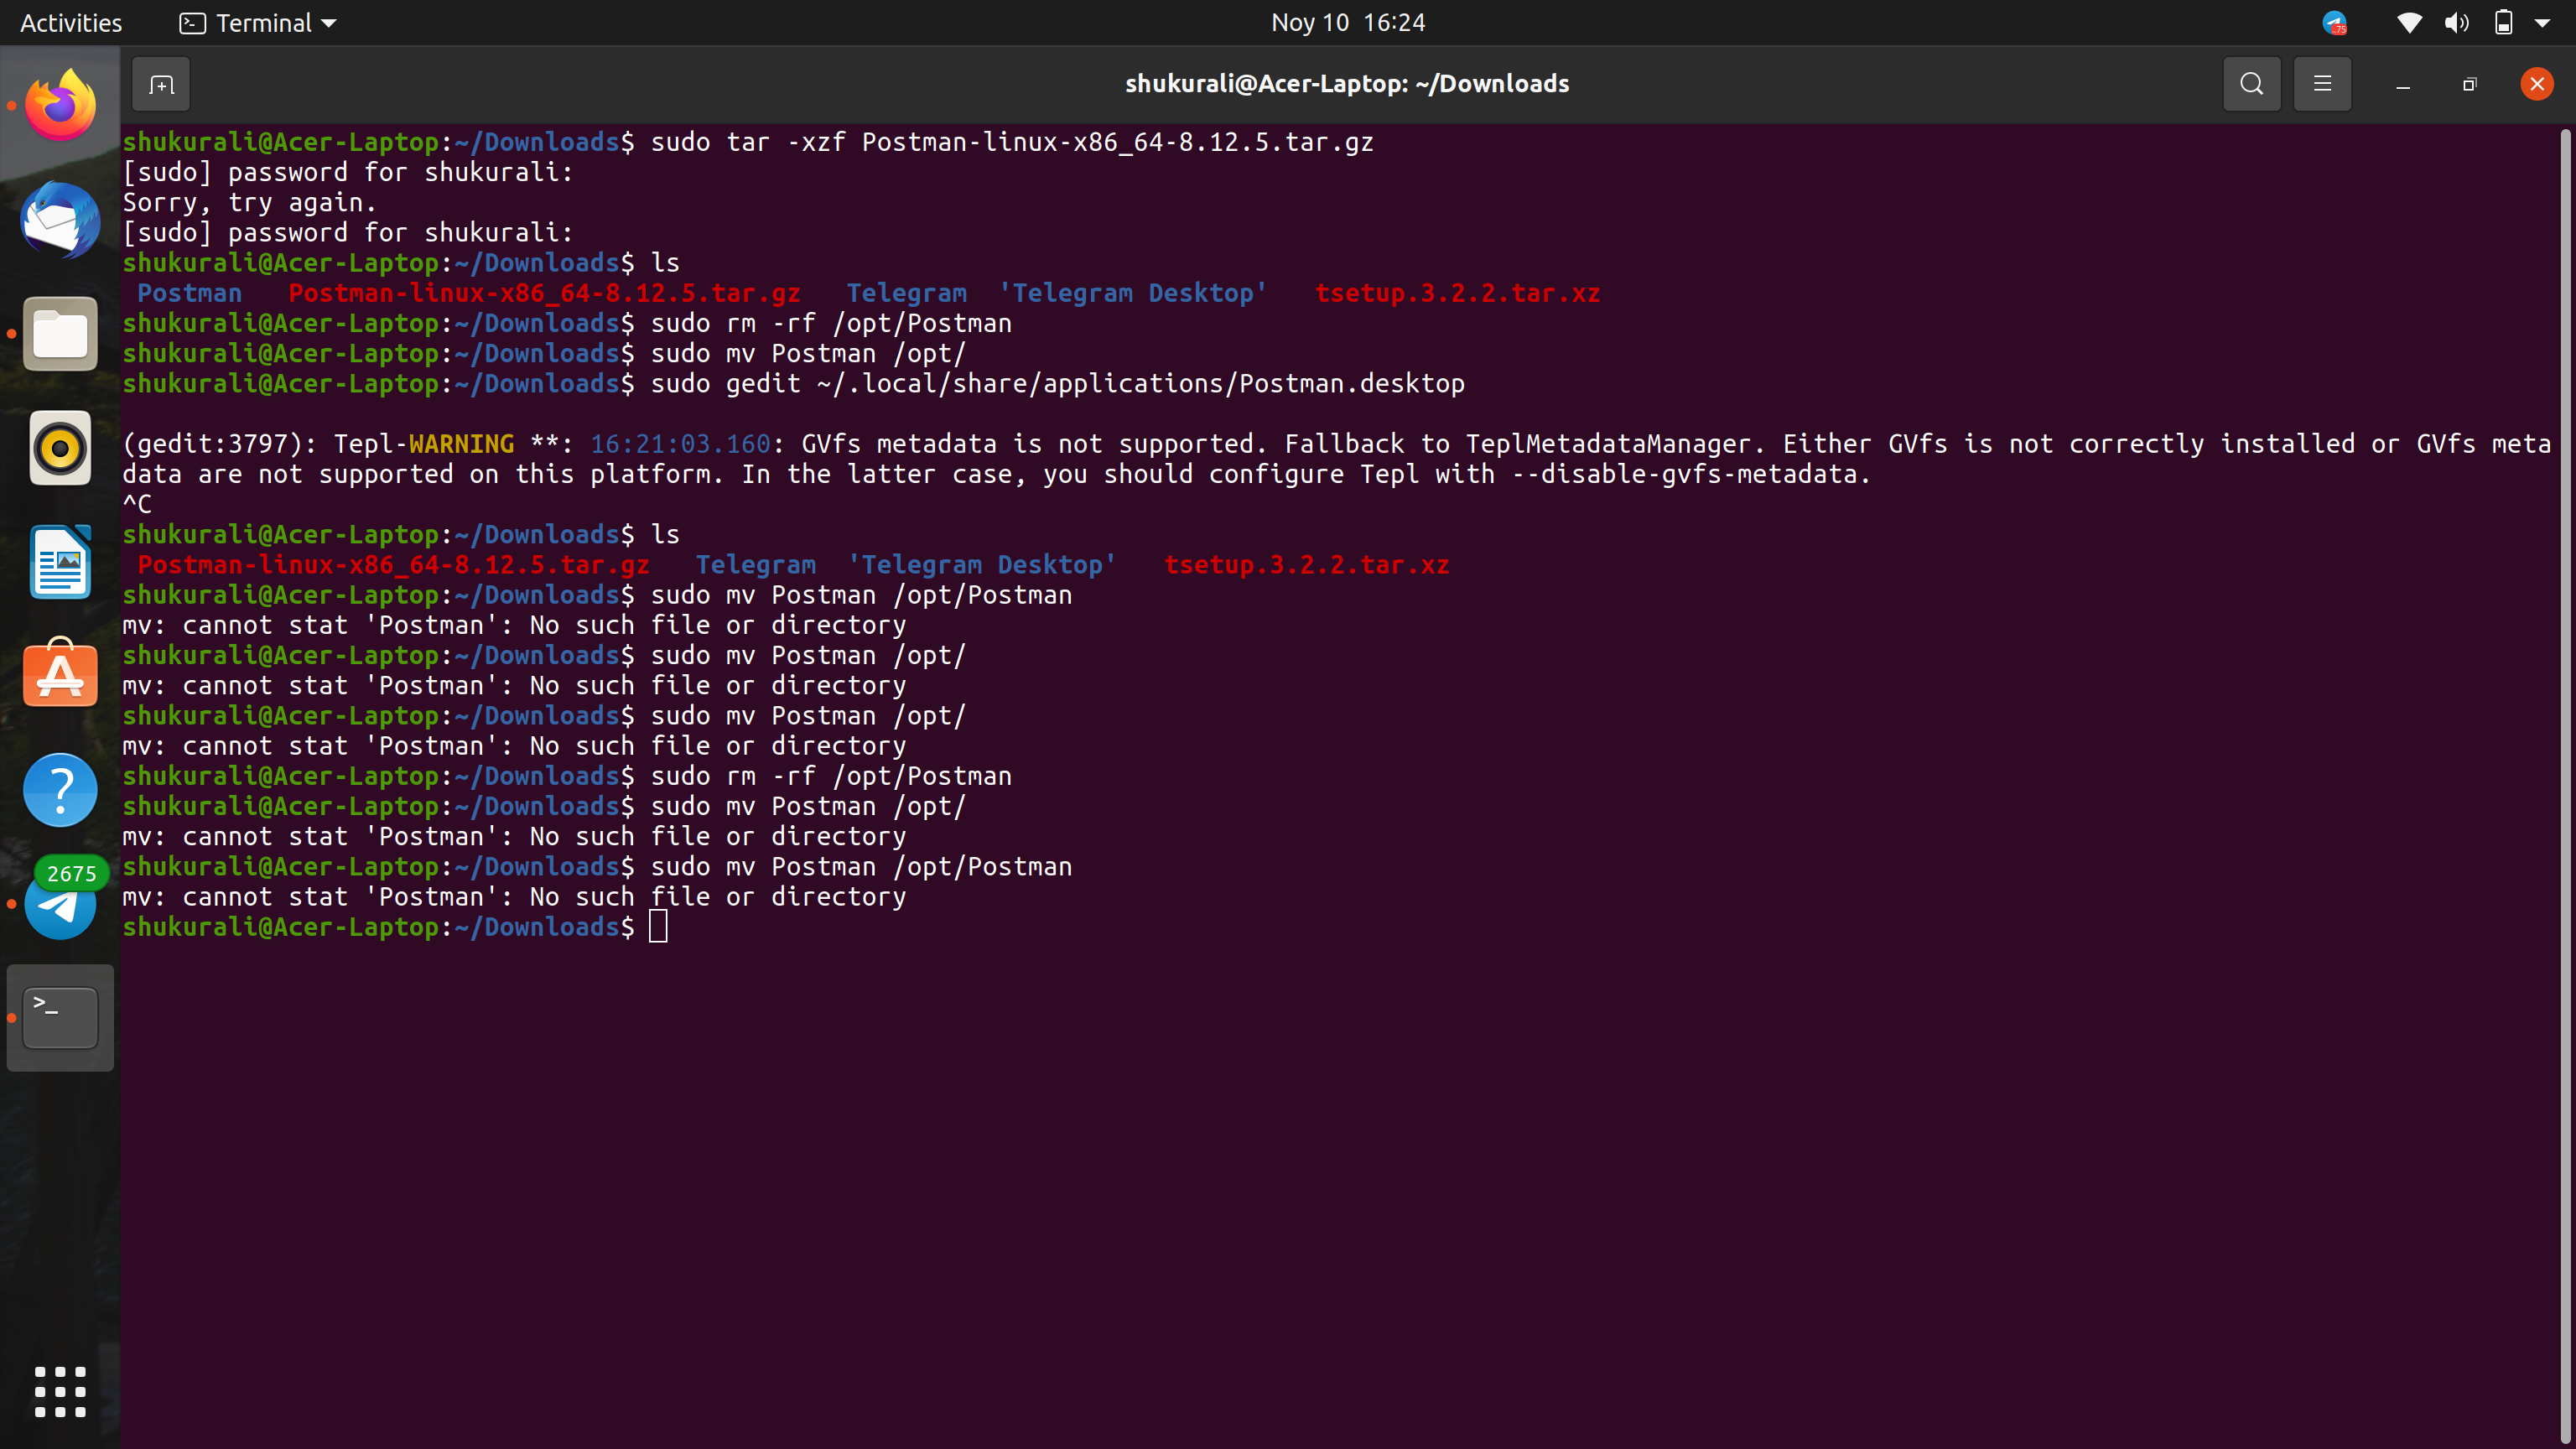 Activities Terminal Noy 10 16:24
shukurali@Acer-Laptop: ~/Downloads
shukurali@Acer-Laptop:~/Downloads$ sudo tar -xzf Postman-linux-x86_64-8.12.5.tar.gz
[sudo] password for shukurali:
Sorry, try again.
[sudo] password for shukurali:
shukurali@Acer-Laptop:~/Downloads$ ls
Postman Postman-linux-x86_64-8.12.5.tar.gz Telegram 'Telegram Desktop' tsetup.3.2.2.tar.xz
shukurali@Acer-Laptop:~/Downloads$ sudo rm -rf /opt/Postman
shukurali@Acer-Laptop:~/Downloads$ sudo mv Postman /opt/
shukurali@Acer-Laptop:~/Downloads$ sudo gedit ~/.local/share/applications/Postman.desktop
(gedit:3797): Tepl-WARNING **: 16:21:03.160: GVfs metadata is not supported. Fallback to TeplMetadataManager. Either GVfs is not correctly installed or GVfs meta
data are not supported on this platform. In the latter case, you should configure Tepl with --disable-gvfs-metadata.
^C
shukurali@Acer-Laptop:~/Downloads$ ls
Postman-linux-x86_64-8.12.5.tar.gz Telegram 'Telegram Desktop' tsetup.3.2.2.tar.xz
shukurali@Acer-Laptop:~/Downloads$ sudo mv Postman /opt/Postman
mv: cannot stat 'Postman': No such file or directory
shukurali@Acer-Laptop:~/Downloads$ sudo mv Postman /opt/
mv: cannot stat 'Postman': No such file or directory
shukurali@Acer-Laptop:~/Downloads$ sudo mv Postman /opt/
mv: cannot stat 'Postman': No such file or directory
shukurali@Acer-Laptop:~/Downloads$ sudo rm -rf /opt/Postman
shukurali@Acer-Laptop:~/Downloads$ sudo mv Postman /opt/
mv: cannot stat 'Postman': No such file or directory
shukurali@Acer-Laptop:~/Downloads$ sudo mv Postman /opt/Postman
mv: cannot stat 'Postman': No such file or directory
shukurali@Acer-Laptop:~/Downloads$
2675